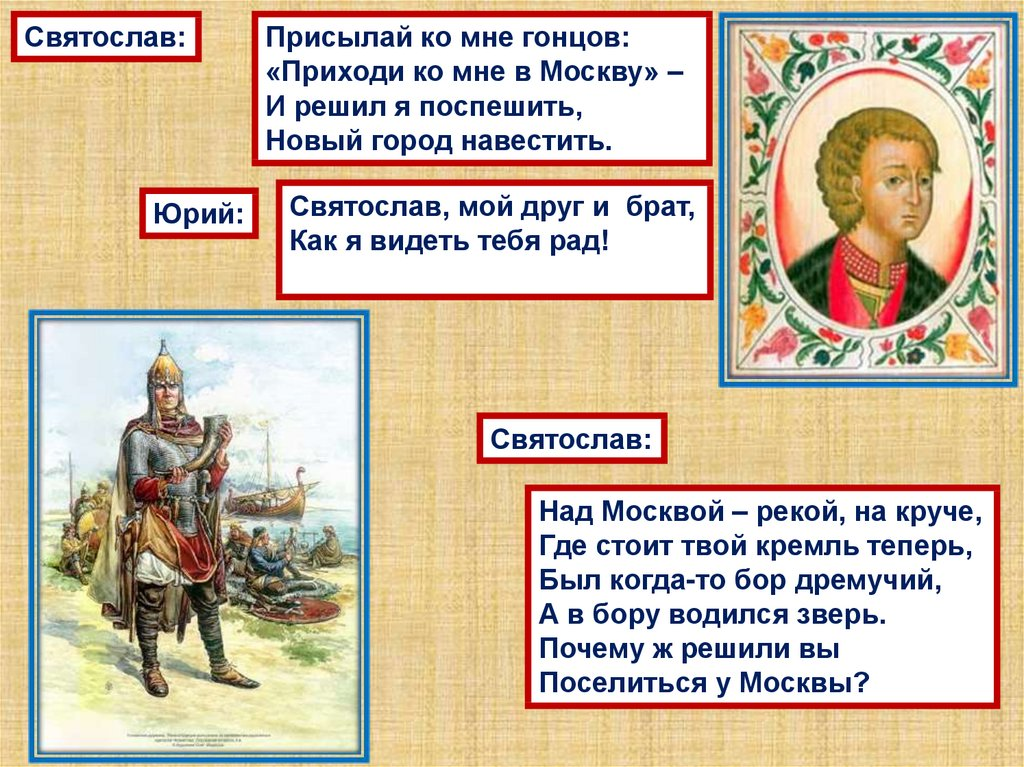 Святослав:
Присылай ко мне гонцов:
«Приходи ко мне в Москву» –
И решил я поспешить,
Новый город навестить.
Юрий:
Святослав, мой друг и  брат,
Как я видеть тебя рад!
Святослав:
Над Москвой – рекой, на круче,
Где стоит твой кремль теперь,
Был когда-то бор дремучий,
А в бору водился зверь.
Почему ж решили вы
Поселиться у Москвы?